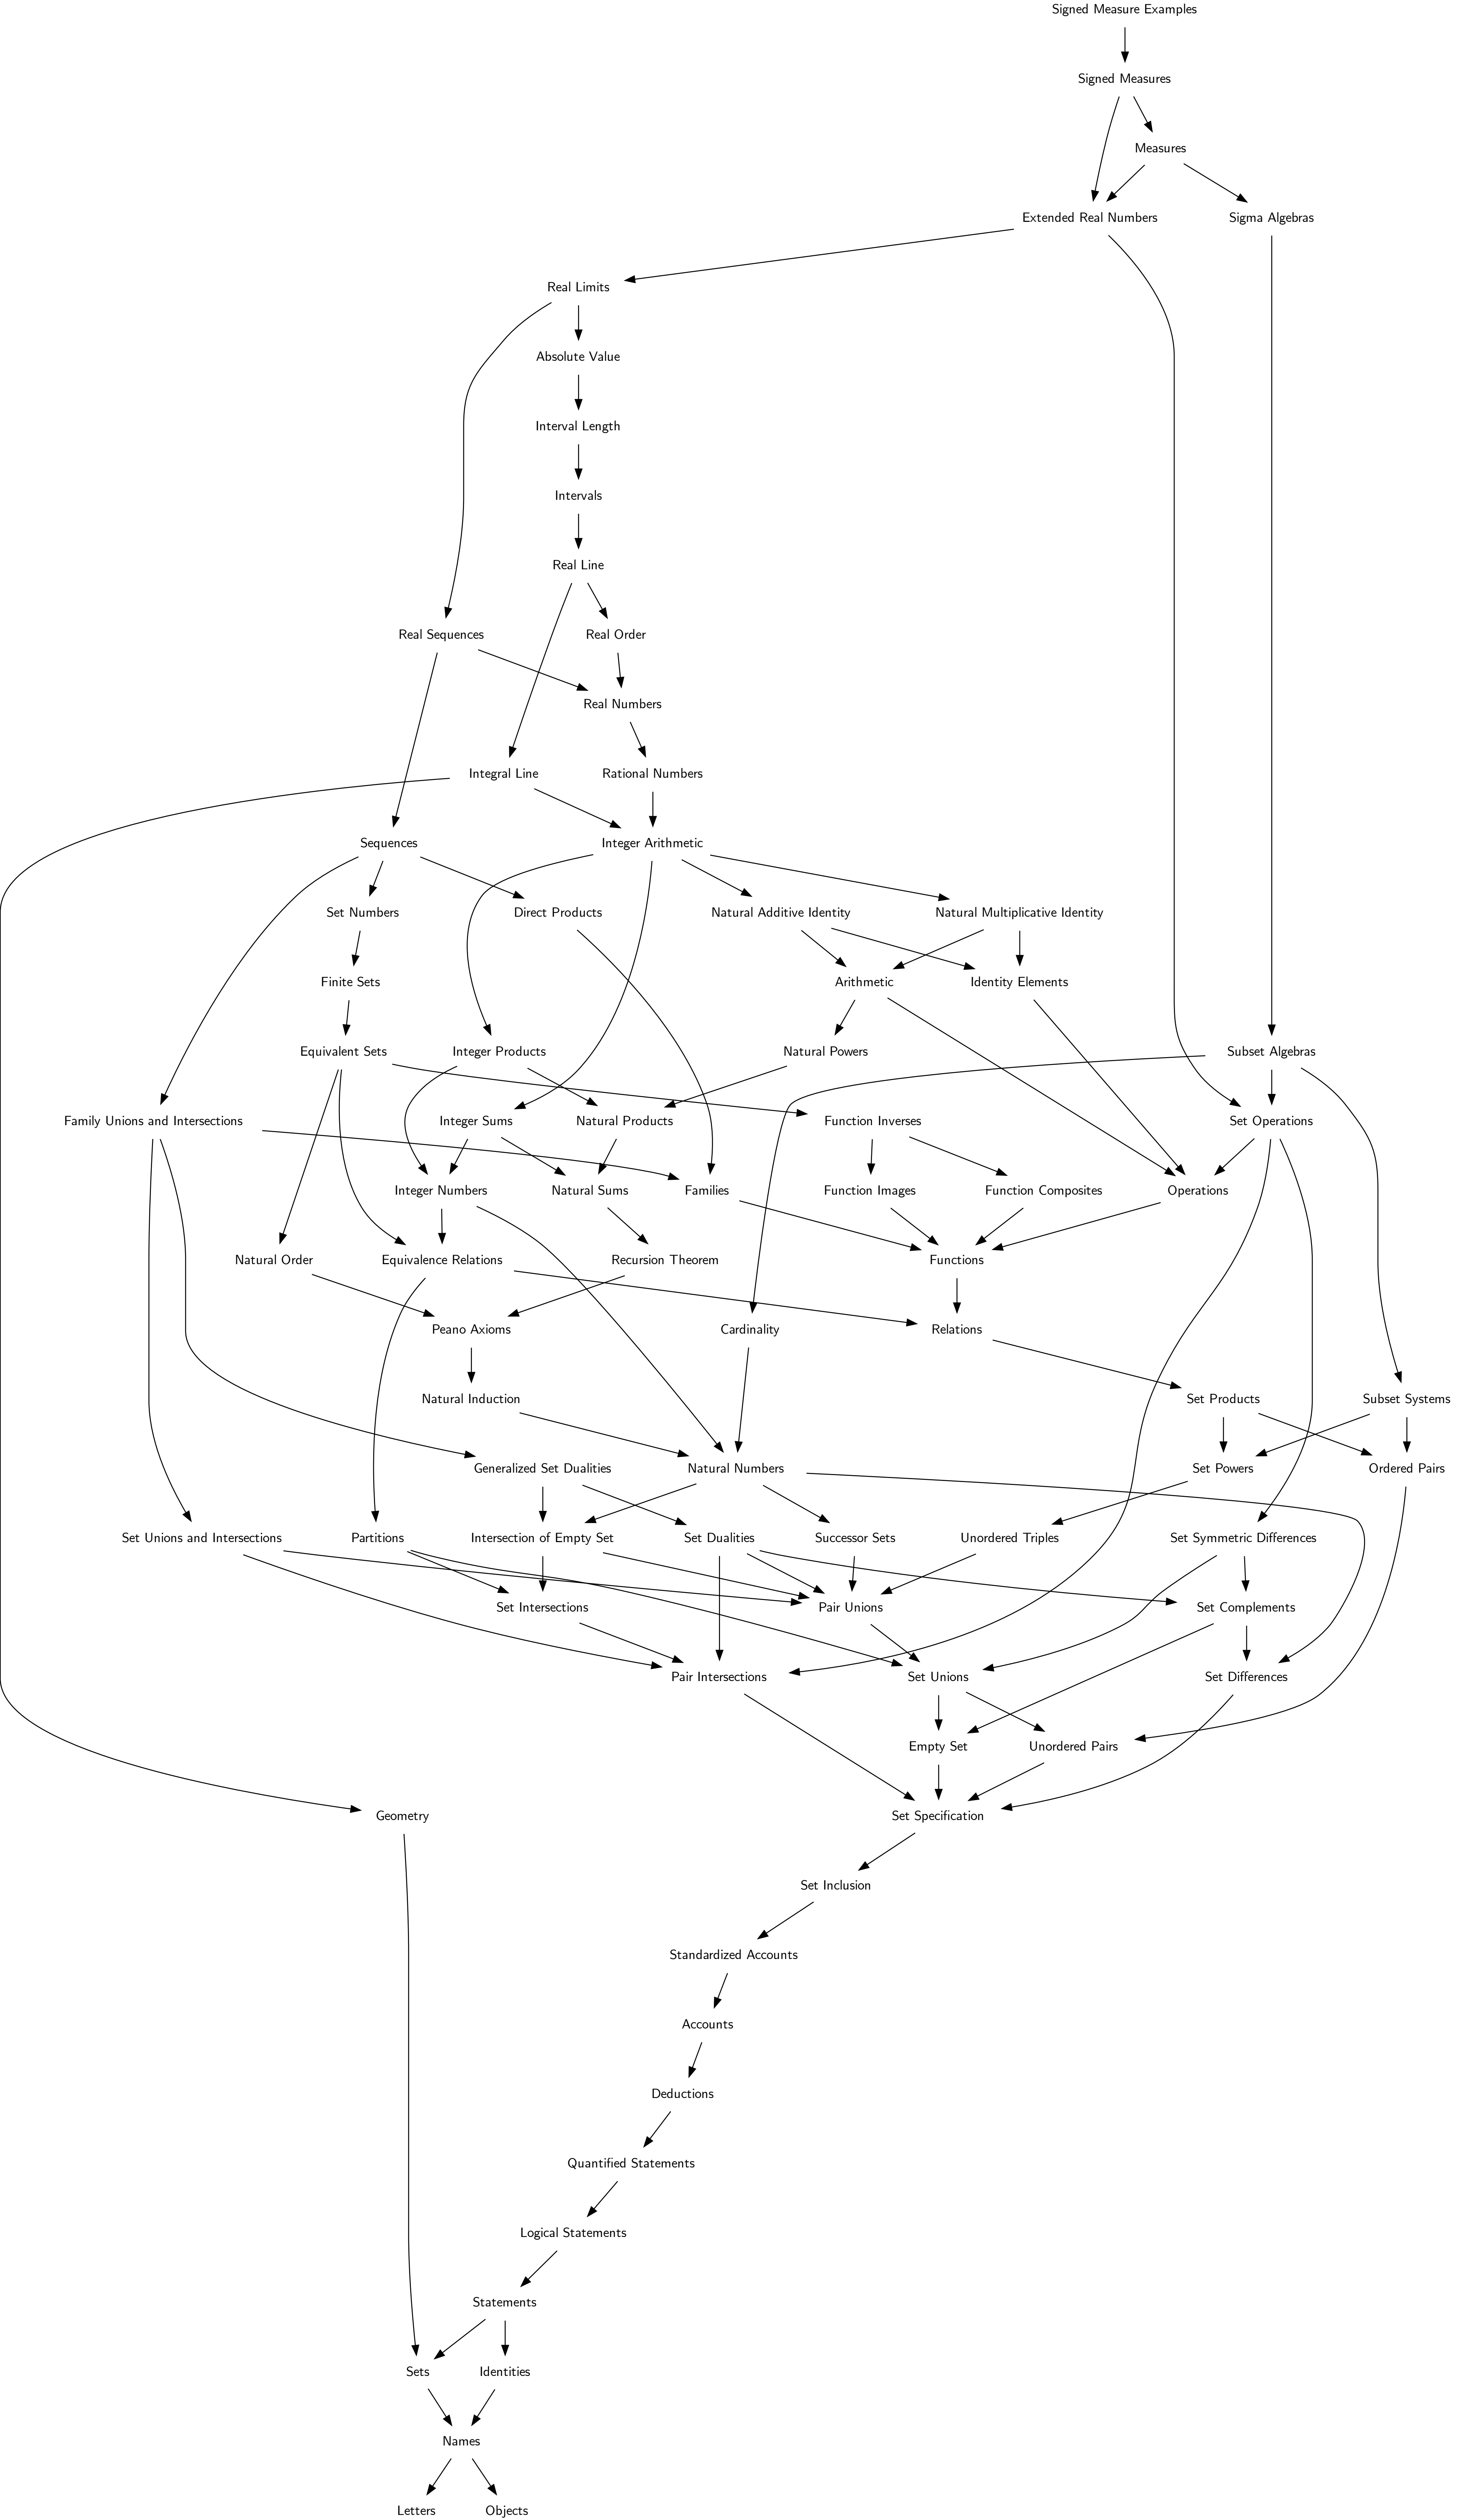 Signed Measure Examples
Signed Measures
Measures
Extended Real Numbers
Sigma Algebras
Real Limits
Absolute Value
Interval Length
Intervals
Real Line
Real Sequences
Real Order
Real Numbers
Integral Line
Rational Numbers
Sequences
Integer Arithmetic
Set Numbers
Direct Products
Natural Additive Identity
Natural Multiplicative Identity
Finite Sets
Arithmetic
Identity Elements
Equivalent Sets
Integer Products
Natural Powers
Subset Algebras
Family Unions and Intersections
Integer Sums
Natural Products
Function Inverses
Set Operations
Integer Numbers
Natural Sums
Families
Function Images
Function Composites
Operations
Natural Order
Equivalence Relations
Recursion Theorem
Functions
Peano Axioms
Cardinality
Relations
Natural Induction
Set Products
Subset Systems
Generalized Set Dualities
Natural Numbers
Set Powers
Ordered Pairs
Set Unions and Intersections
Partitions
Intersection of Empty Set
Set Dualities
Successor Sets
Unordered Triples
Set Symmetric Differences
Set Intersections
Pair Unions
Set Complements
Pair Intersections
Set Unions
Set Differences
Empty Set
Unordered Pairs
Geometry
Set Specification
Set Inclusion
Standardized Accounts
Accounts
Deductions
Quantified Statements
Logical Statements
Statements
Sets
Identities
Names
Letters
Objects